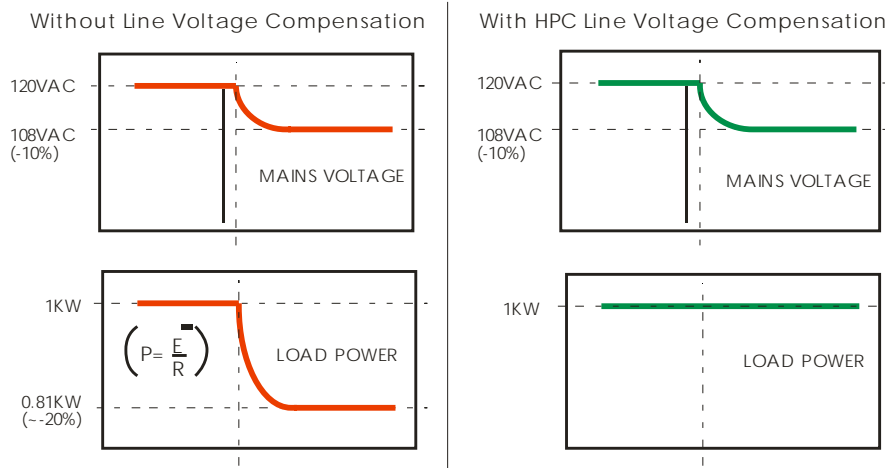 Without Line Voltage Compensation
120VAC
108VAC
(-10%)
MAINS VOLTAGE
1KW
P= E
R
LOAD POWER
0.81KW
(~-20%)
With HPC Line Voltage Compensation
120VAC
108VAC
(-10%)
MAINS VOLTAGE
1KW
LOAD POWER